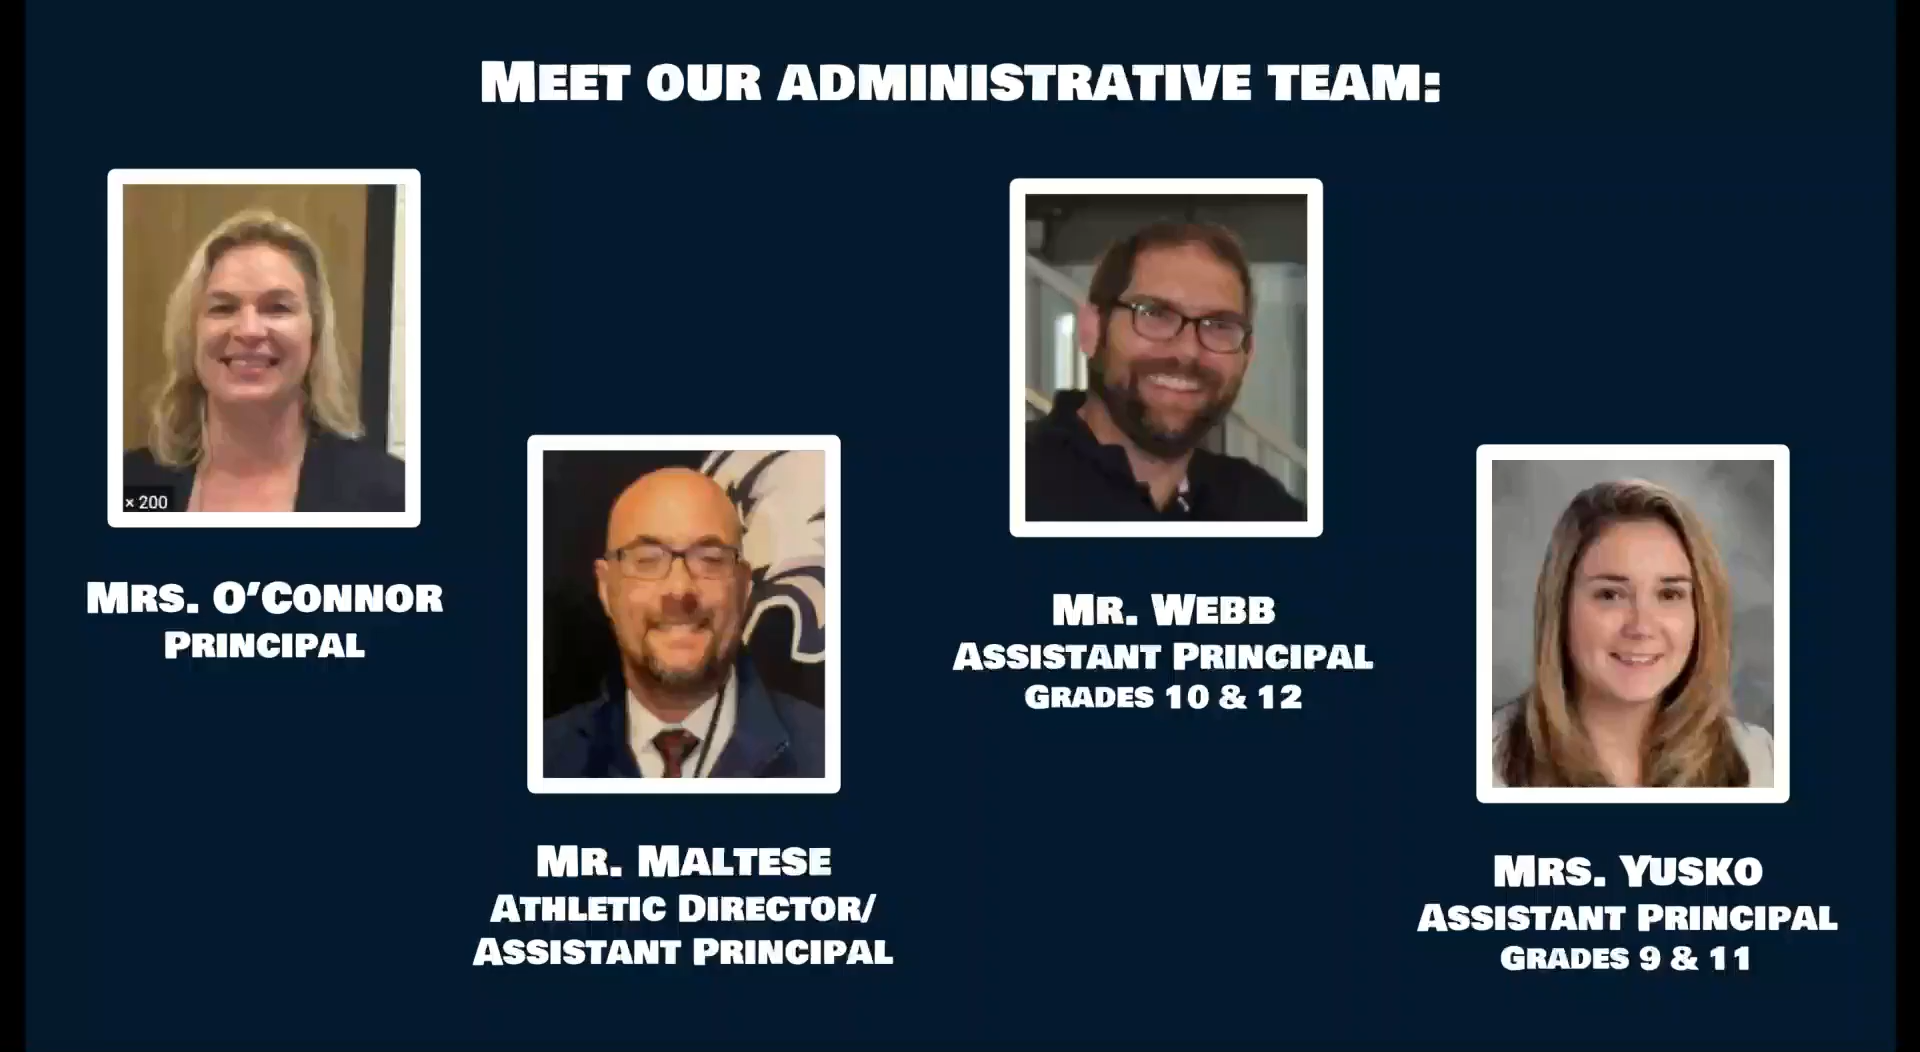 Meet our administrative team:
× 200
Mrs. O'Connor
Principal
Mr. Maltese
Athletic Director/
Assistant Principal
Mr. Webb
Assistant Principal
Grades 10 & 12
Mrs. Yusko
Assistant Principal
Grades 9 & 11